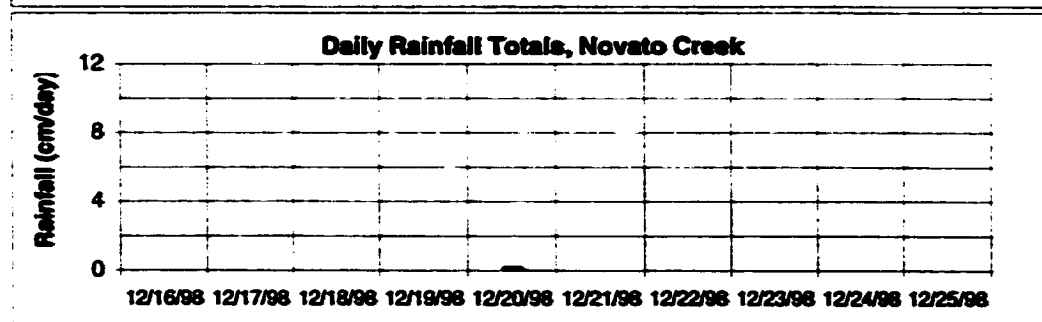 Daily Rainfall Totals, Novato Creek
Rainfall (cm/day)
12
8
4
0
12/16/98 12/17/98 12/18/98 12/19/98 12/20/98 12/21/98 12/22/98 12/23/98 12/24/98 12/25/98